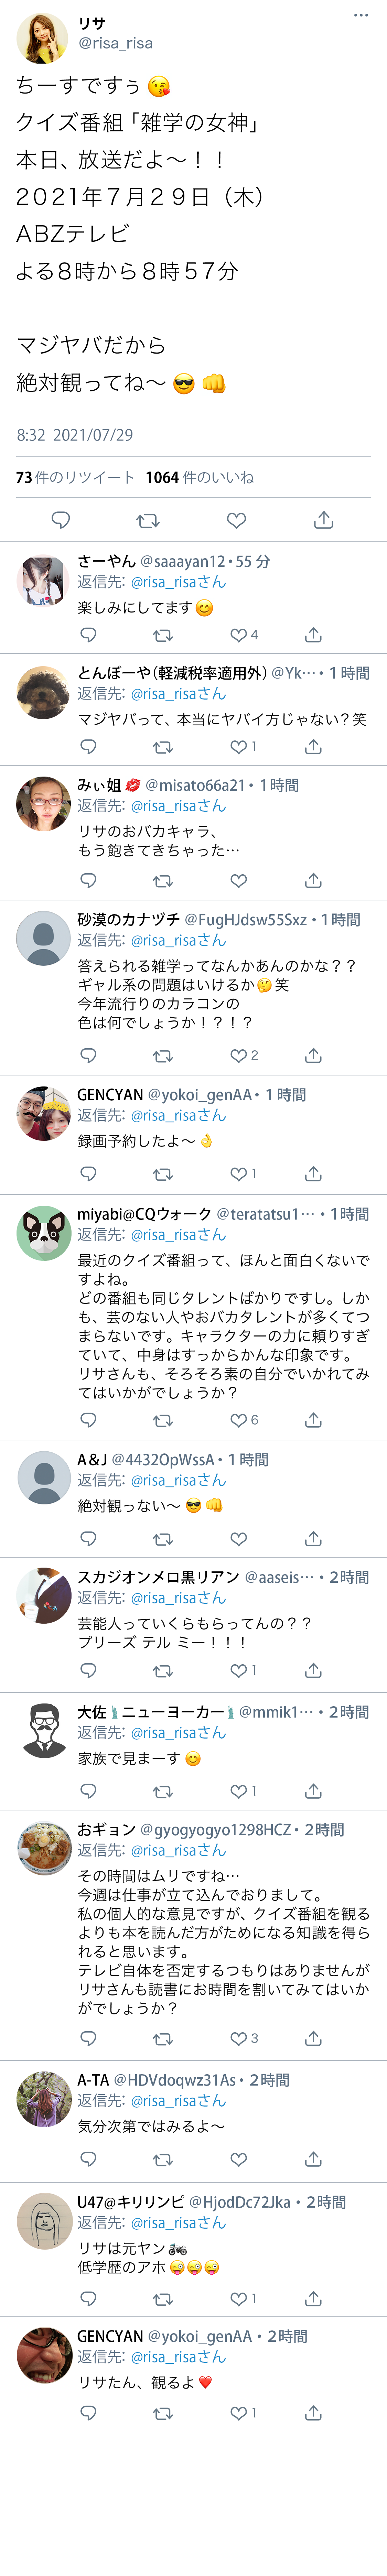 リサ
@risa_risa
ちーすですぅ😘
クイズ番組「雑学の女神」
本日、放送だよ〜！！
２０２１年７月２９日（木）
ＡＢＺテレビ
よる８時から８時５７分
マジヤバだから
絶対観ってね〜😎👊
8:32 2021/07/29
73件のリツイート 1064件のいいね
さーやん @saaayan12・55 分
返信先: @risa_risaさん
楽しみにしてます😊
4
とんぼーや（軽減税率適用外） @Yk…・１時間
返信先: @risa_risaさん
マジヤバって、本当にヤバイ方じゃない？笑
1
みぃ姐💋 @misato66a21・１時間
返信先: @risa_risaさん
リサのおバカキャラ、
もう飽きてきちゃった…
砂漠のカナヅチ @FugHJdsw55Sxz・１時間
返信先: @risa_risaさん
答えられる雑学ってなんかあんのかな？？
ギャル系の問題はいけるか🤔笑
今年流行りのカラコンの
色は何でしょうか！？！？
2
GENCYAN @yokoi_genAA・１時間
返信先: @risa_risaさん
録画予約したよ〜👌
1
miyabi@CQウォーク @teratatsu1…・１時間
返信先: @risa_risaさん
最近のクイズ番組って、ほんと面白くないで
すよね。
どの番組も同じタレントばかりですし。しか
も、芸のない人やおバカタレントが多くてつ
まらないです。キャラクターの力に頼りすぎ
ていて、中身はすっからかんな印象です。
リサさんも、そろそろ素の自分でいかれてみ
てはいかがでしょうか？
6
A＆J @4432OpWssA・１時間
返信先: @risa_risaさん
絶対観っない〜😎👊
スカジオンメロ黒リアン @aaseis…・２時間
返信先: @risa_risaさん
芸能人っていくらもらってんの？？
プリーズ テル ミー！！！
1
大佐🗽ニューヨーカー🗽@mmik1…・２時間
返信先: @risa_risaさん
家族で見まーす😊
1
おギョン @gyogyogyo1298HCZ・２時間
返信先: @risa_risaさん
その時間はムリですね…
今週は仕事が立て込んでおりまして。
私の個人的な意見ですが、クイズ番組を観る
よりも本を読んだ方がためになる知識を得ら
れると思います。
テレビ自体を否定するつもりはありませんが
リサさんも読書にお時間を割いてみてはいか
がでしょうか？
3
A-TA @HDVdoqwz31As・２時間
返信先: @risa_risaさん
気分次第ではみるよ〜
U47@キリリンピ @HjodDc72Jka・２時間
返信先: @risa_risaさん
リサは元ヤン🏍
低学歴のアホ😜😜😜
1
GENCYAN @yokoi_genAA・２時間
返信先: @risa_risaさん
リサたん、観るよ❤
1